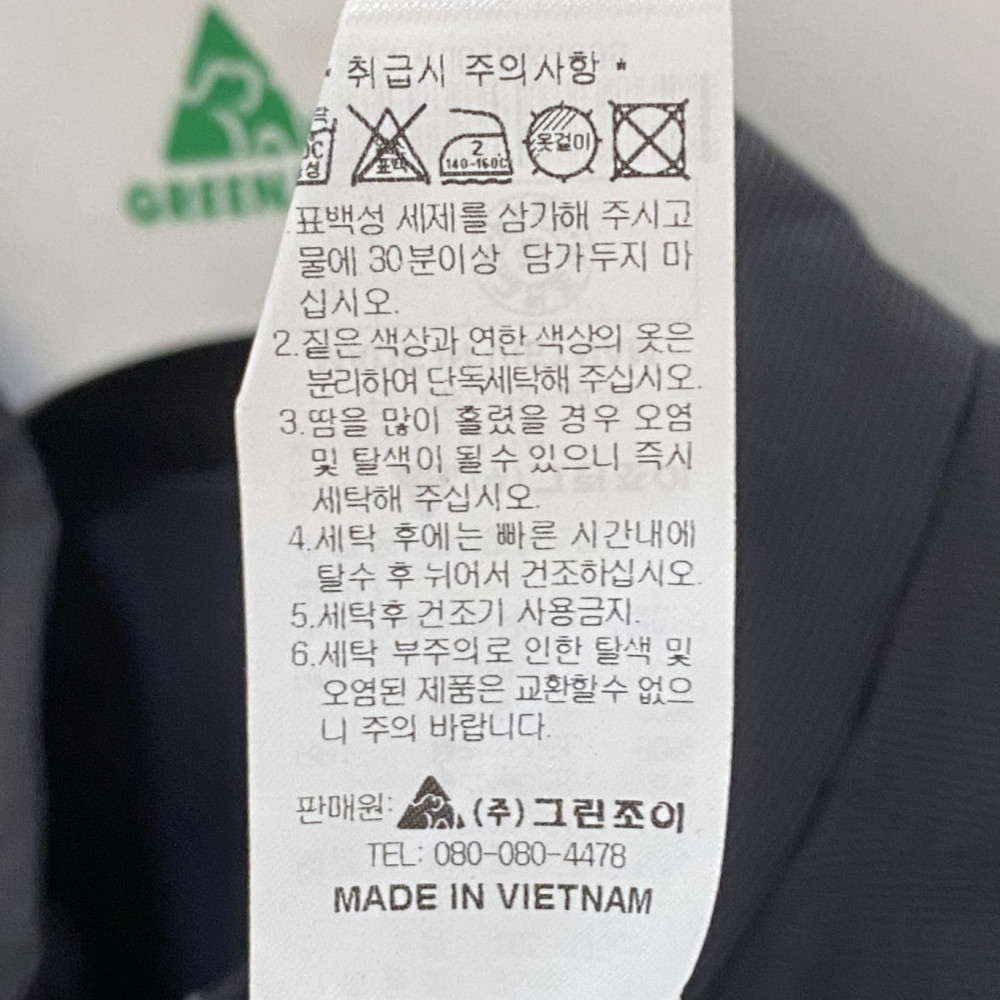 GREEN
* 취급시 주의사항 *
표백
2
140-160℃
옷걸이
표백성 세제를 삼가해 주시고
물에 30분이상 담가두지 마
십시오.
2.짙은 색상과 연한 색상의 옷은
분리하여 단독세탁해 주십시오.
3.땀을 많이 흘렸을 경우 오염
및 탈색이 될수 있으니 즉시
세탁해 주십시오.
4.세탁 후에는 빠른 시간내에
탈수 후 뉘어서 건조하십시오.
5.세탁후 건조기 사용금지.
6.세탁 부주의로 인한 탈색 및
오염된 제품은 교환할수 없으
니 주의 바랍니다.
판매원: (주)그린조이
TEL: 080-080-4478
MADE IN VIETNAM